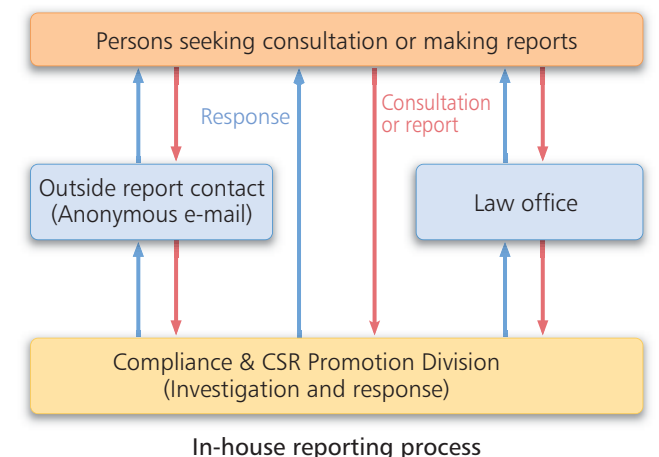 Persons seeking consultation or making reports
Response
Consultation
or report
Outside report contact
(Anonymous e-mail)
Law office
Compliance & CSR Promotion Division
(Investigation and response)
In-house reporting process